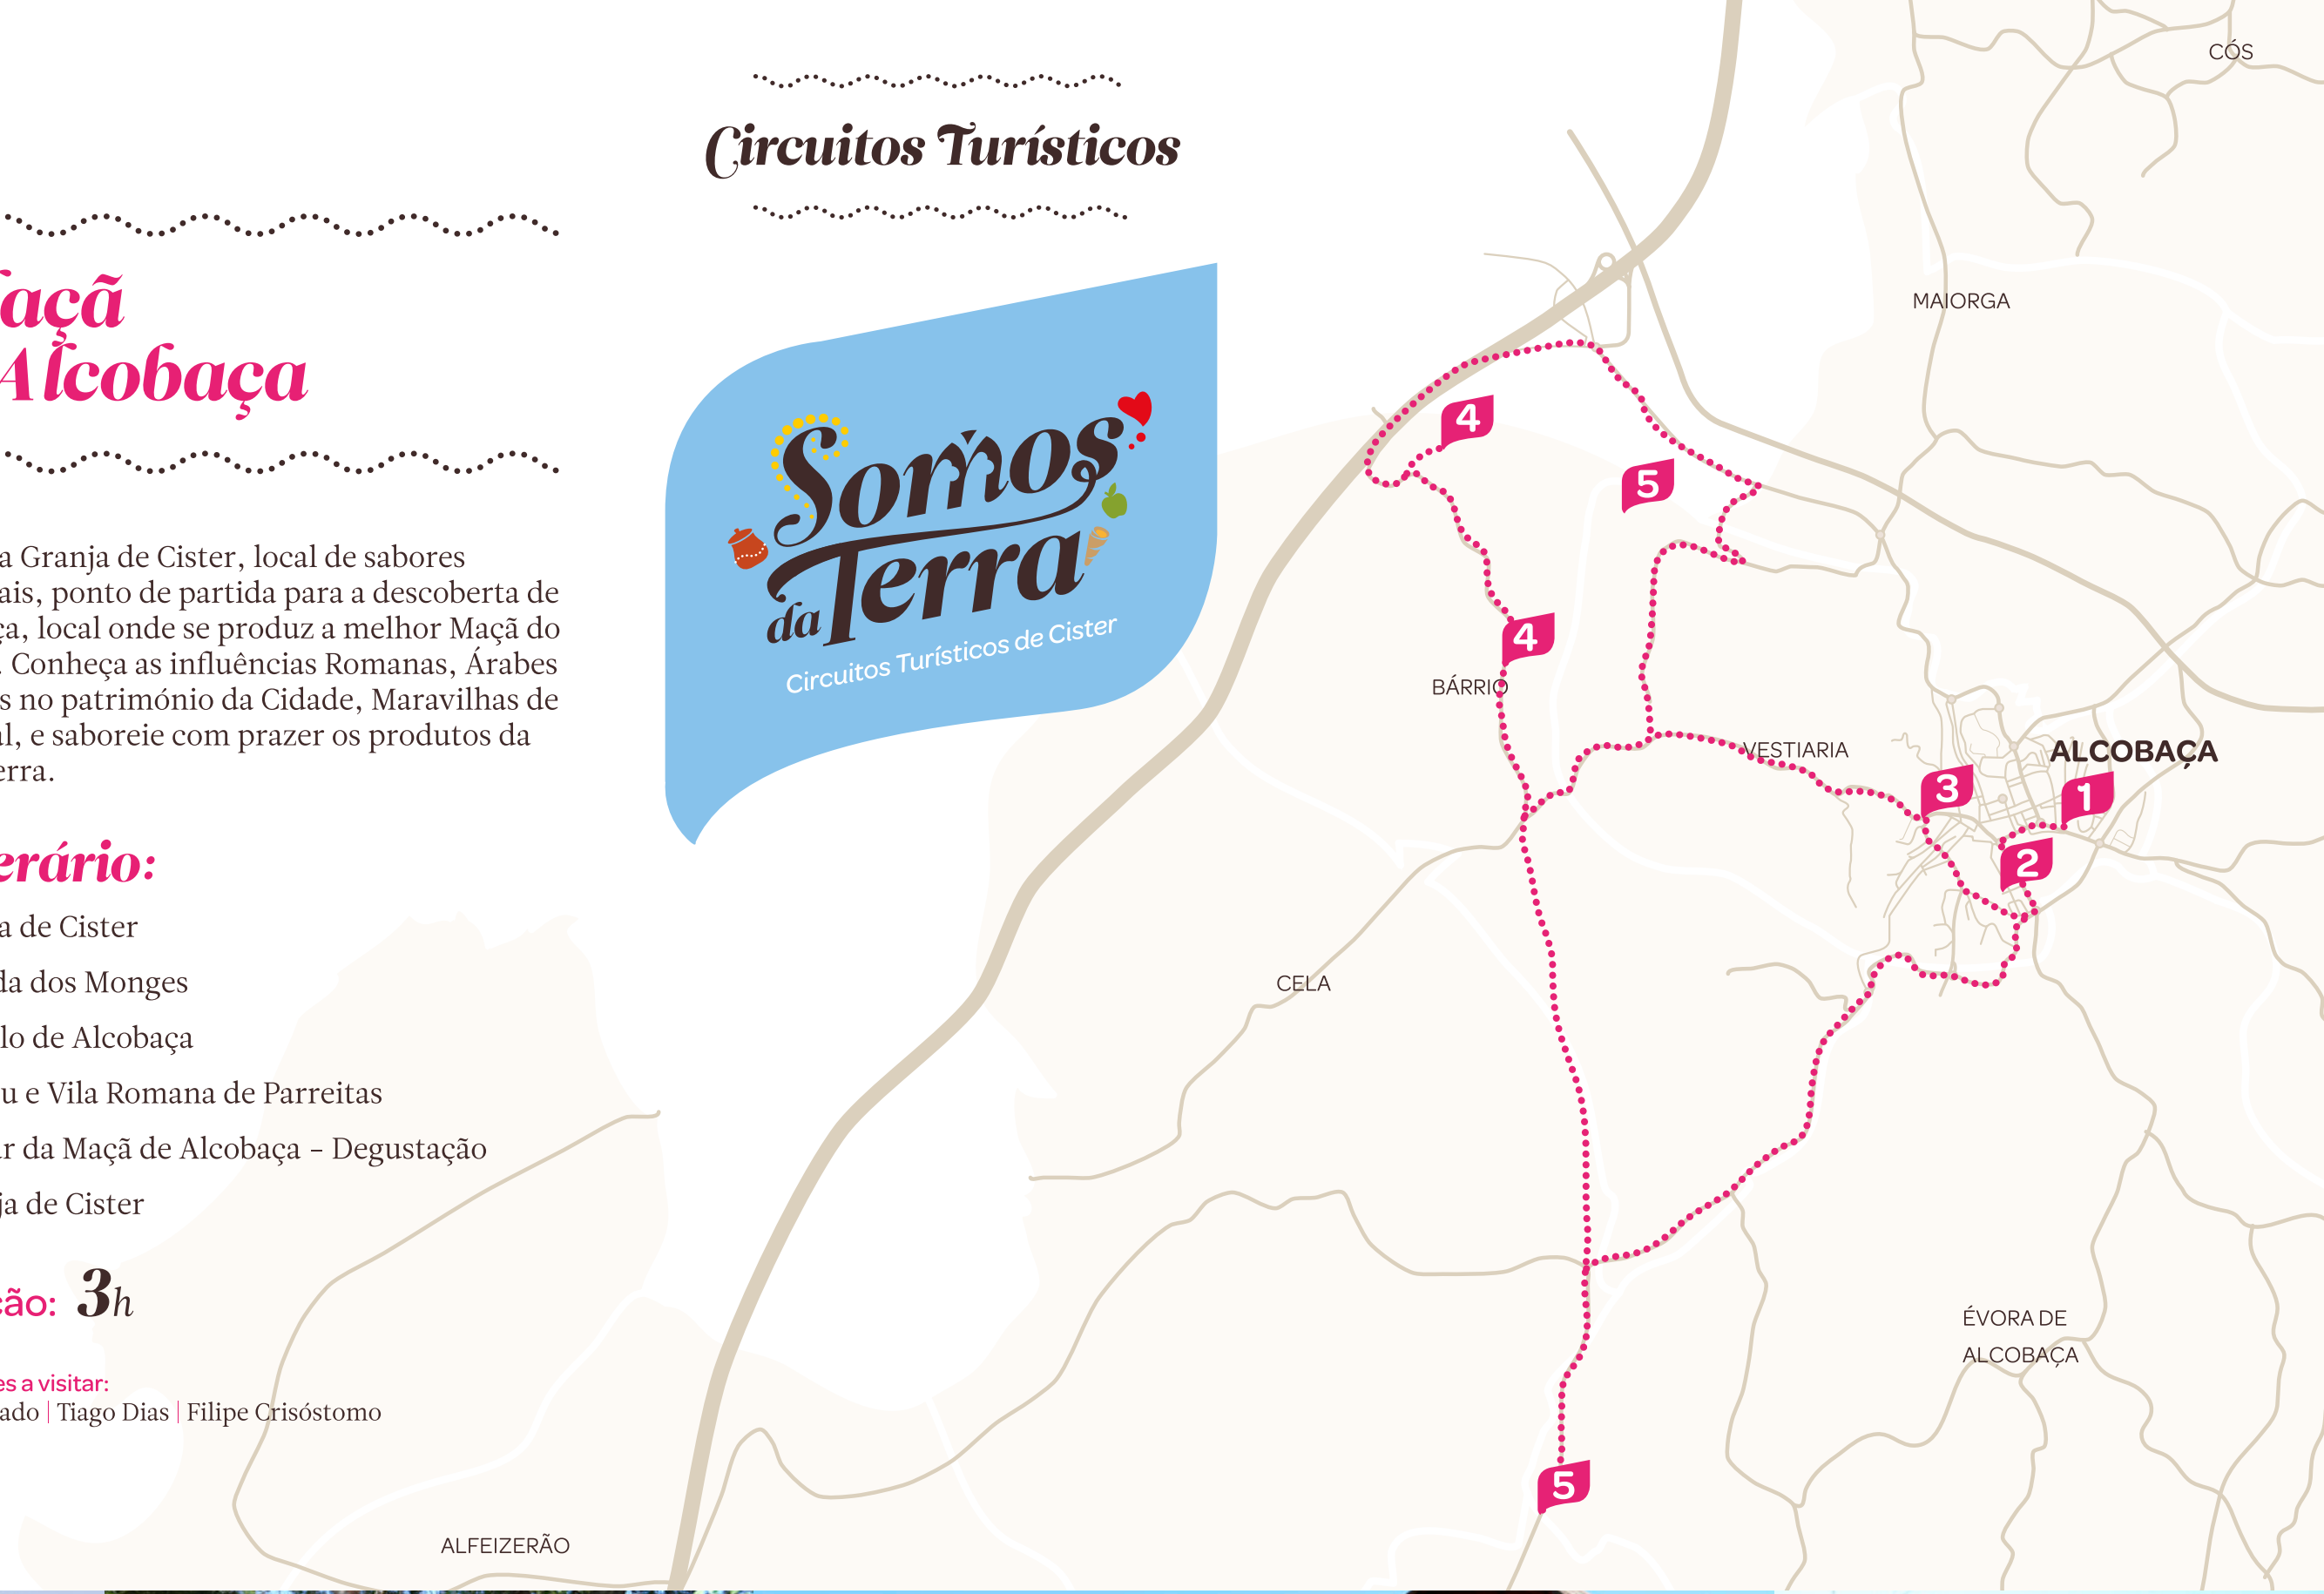 Circuitos Turísticos
açã
Alcobaça
a Granja de Cister, local de sabores
ais, ponto de partida para a descoberta de
ça, local onde se produz a melhor Maçã do
. Conheça as influências Romanas, Árabes
s no património da Cidade, Maravilhas de
al, e saboreie com prazer os produtos da
erra.
erário:
a de Cister
da dos Monges
lo de Alcobaça
u e Vila Romana de Parreitas
ar da Maçã de Alcobaça – Degustação
ja de Cister
ção: 3h
es a visitar:
ado | Tiago Dias | Filipe Crisóstomo
Somos
da Terra
Circuitos Turísticos de Cister
CÓS
MAIORGA
4
5
4
BÁRRIO
VESTIARIA
ALCOBAÇA
3
1
2
CELA
ÉVORA DE
ALCOBAÇA
5
ALFEIZERÃO